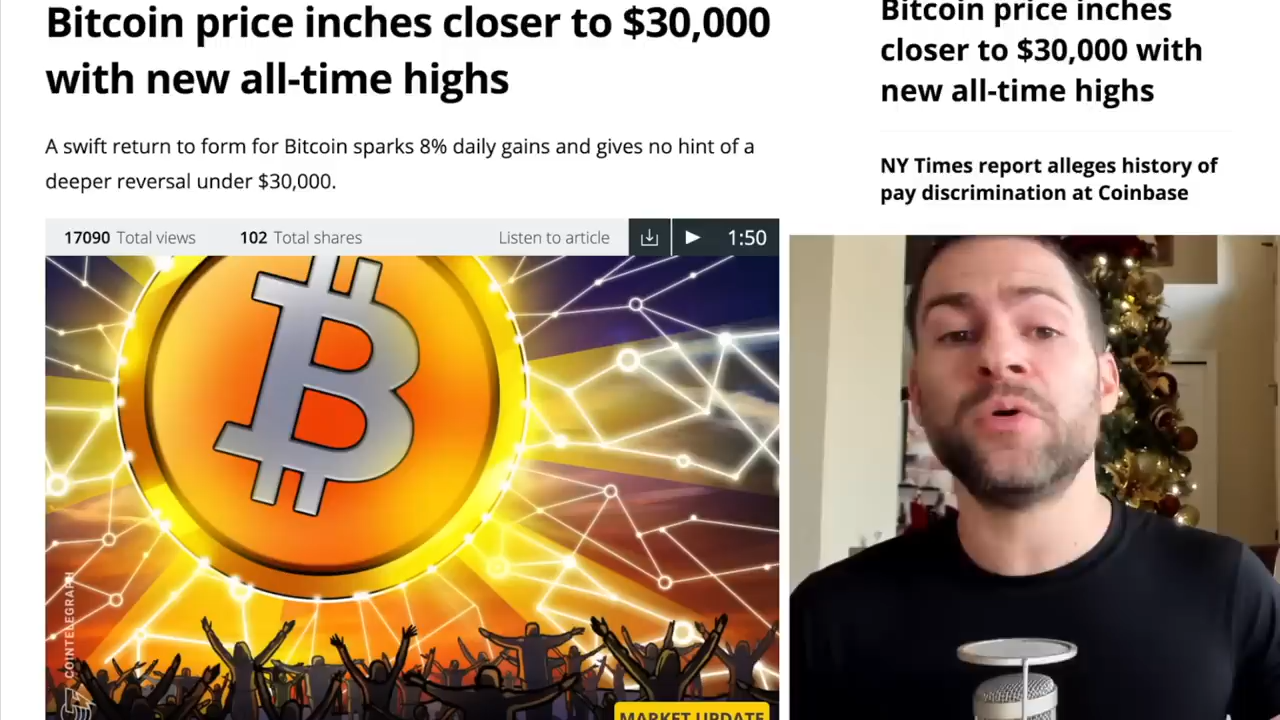 Bitcoin price inches closer to $30,000
with new all-time highs
A swift return to form for Bitcoin sparks 8% daily gains and gives no hint of a
deeper reversal under $30,000.
17090 Total views 102 Total shares Listen to article 1:50
COINTELEGRAPH
MARKET UPDATE
Bitcoin price inches
closer to $30,000 with
new all-time highs
NY Times report alleges history of
pay discrimination at Coinbase